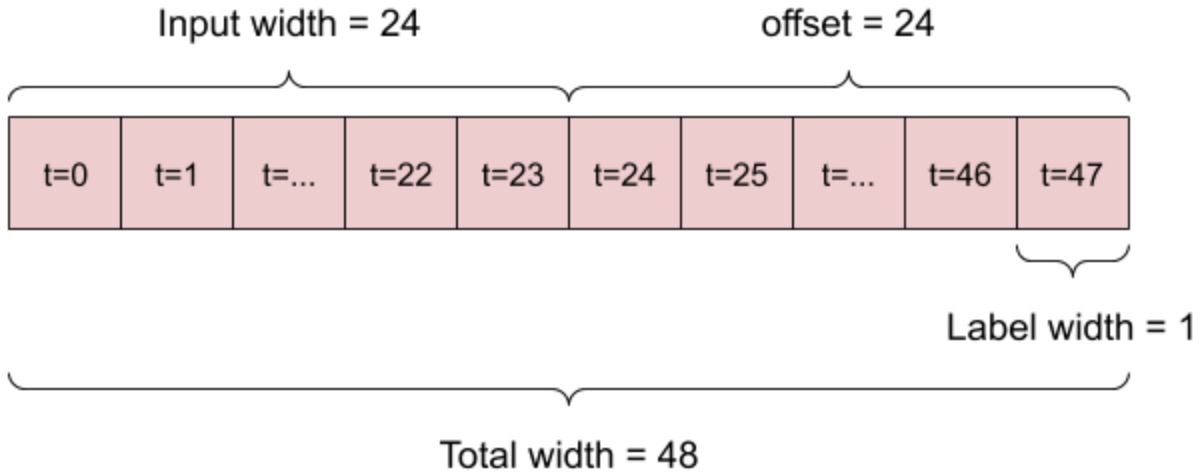 Input width = 24 offset = 24
t=0 t=1 t=... t=22 t=23 t=24 t=25 t=... t=46 t=47
Label width = 1
Total width = 48